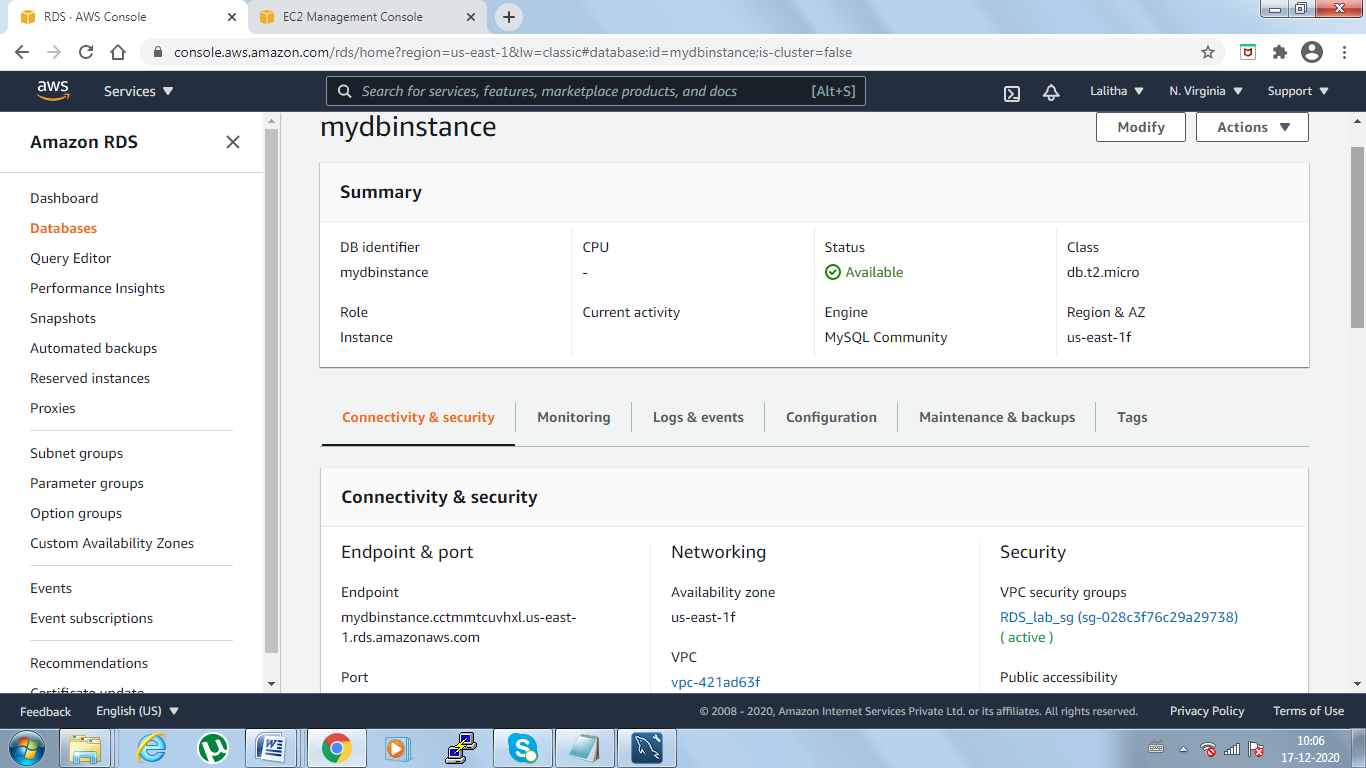 RDS · AWS Console
EC2 Management Console
console.aws.amazon.com/rds/home?region=us-east-1&lw=classic#database:id=mydbinstance;is-cluster=false
aws
Services
Search for services, features, marketplace products, and docs
[Alt+S]
Lalitha
N. Virginia
Support
Amazon RDS
Dashboard
Databases
Query Editor
Performance Insights
Snapshots
Automated backups
Reserved instances
Proxies
Subnet groups
Parameter groups
Option groups
Custom Availability Zones
Events
Event subscriptions
Recommendations
Certificate update
mydbinstance
Modify
Actions
Summary
DB identifier
mydbinstance
CPU
-
Status
Available
Class
db.t2.micro
Role
Instance
Current activity
Engine
MySQL Community
Region & AZ
us-east-1f
Connectivity & security
Monitoring
Logs & events
Configuration
Maintenance & backups
Tags
Connectivity & security
Endpoint & port
Endpoint
mydbinstance.cctmmtcuvhxl.us-east-
1.rds.amazonaws.com
Port
Networking
Availability zone
us-east-1f
VPC
vpc-421ad63f
Security
VPC security groups
RDS_lab_sg (sg-028c3f76c29a29738)
( active )
Public accessibility
Feedback
English (US)
© 2008 - 2020, Amazon Internet Services Private Ltd. or its affiliates. All rights reserved.
Privacy Policy
Terms of Use
10:06
17-12-2020